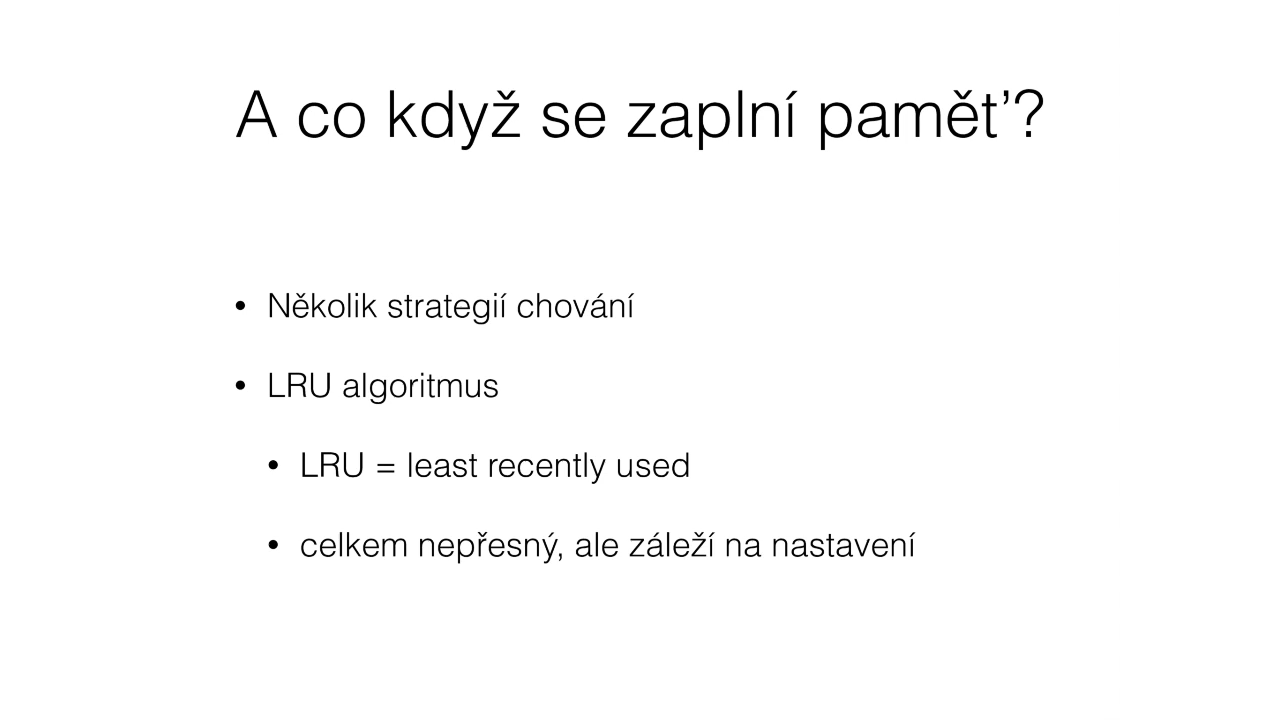 A co když se zaplní paměť?
• Několik strategií chování
• LRU algoritmus
• LRU = least recently used
• celkem nepřesný, ale záleží na nastavení